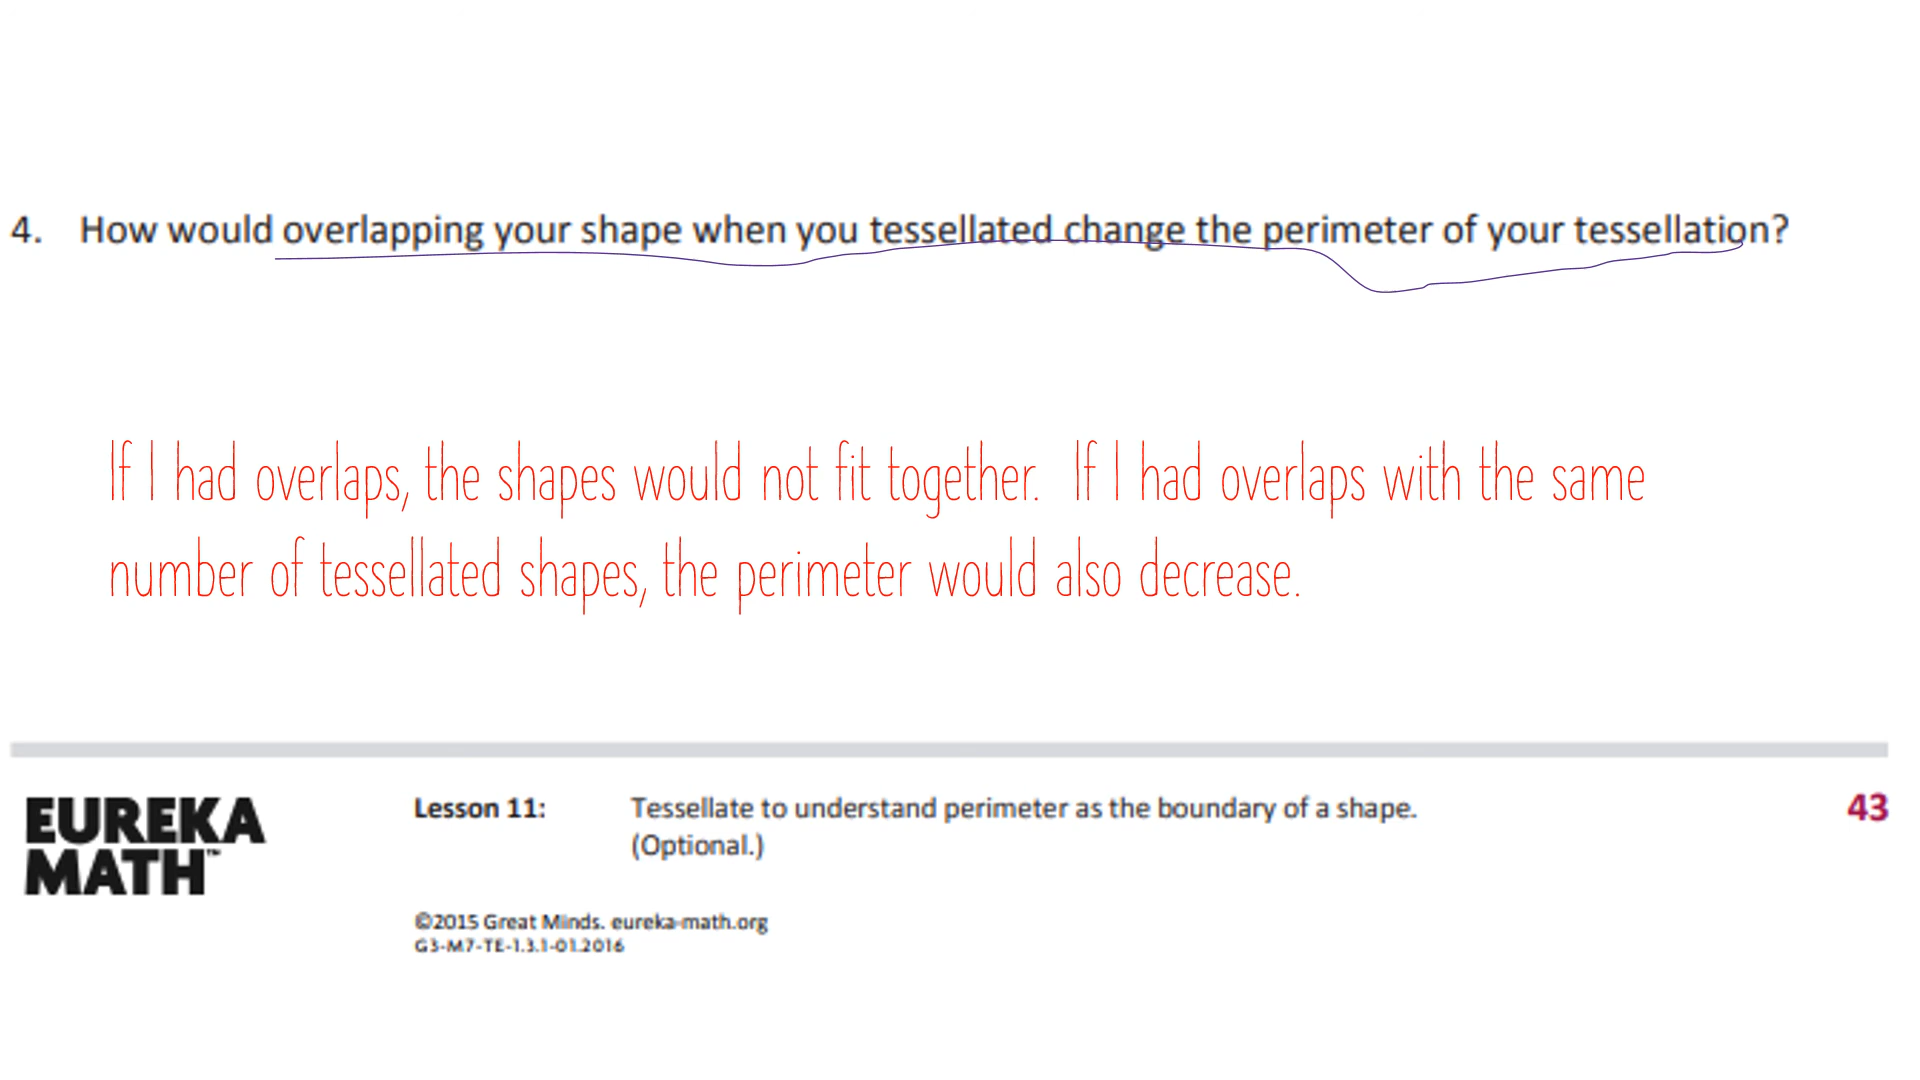 4. How would overlapping your shape when you tessellated change the perimeter of your tessellation?
If I had overlaps, the shapes would not fit together. If I had overlaps with the same
number of tessellated shapes, the perimeter would also decrease.
EUREKA
MATH™
Lesson 11: Tessellate to understand perimeter as the boundary of a shape.
(Optional.)
43
©2015 Great Minds. eureka-math.org
G3-M7-TE-1.3.1-01.2016